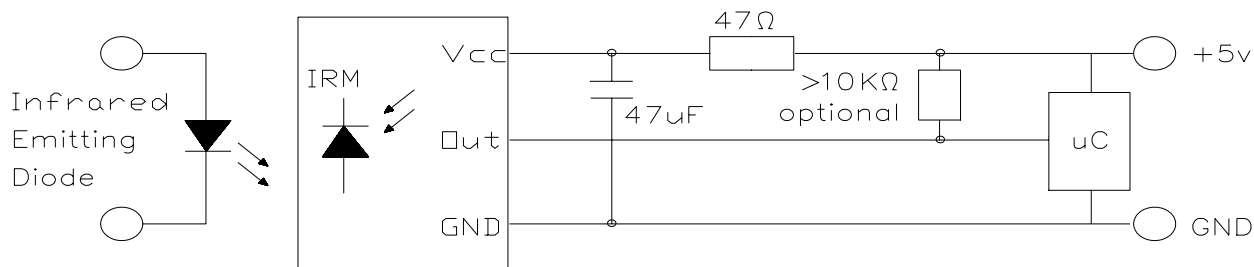 Infrared
Emitting
Diode
IRM
Vcc
Out
GND
47Ω
47uF
>10KΩ
optional
uC
+5v
GND